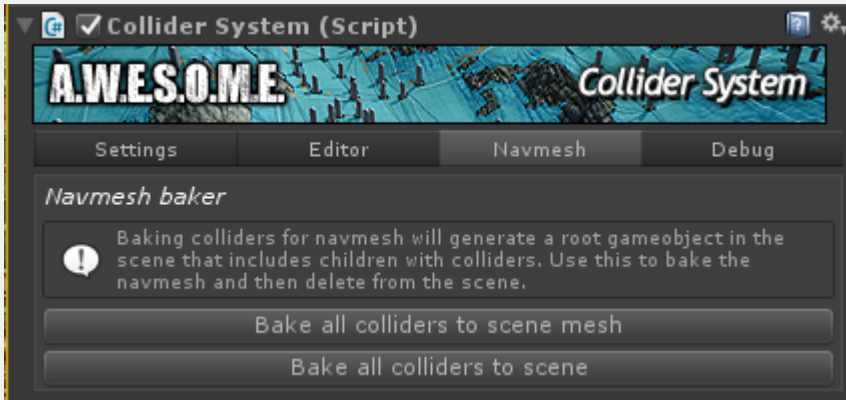 Collider System (Script)
A.W.E.S.O.M.E. Collider System
Settings Editor Navmesh Debug
Navmesh baker
Baking colliders for navmesh will generate a root gameobject in the
scene that includes children with colliders. Use this to bake the
navmesh and then delete from the scene.
Bake all colliders to scene mesh
Bake all colliders to scene